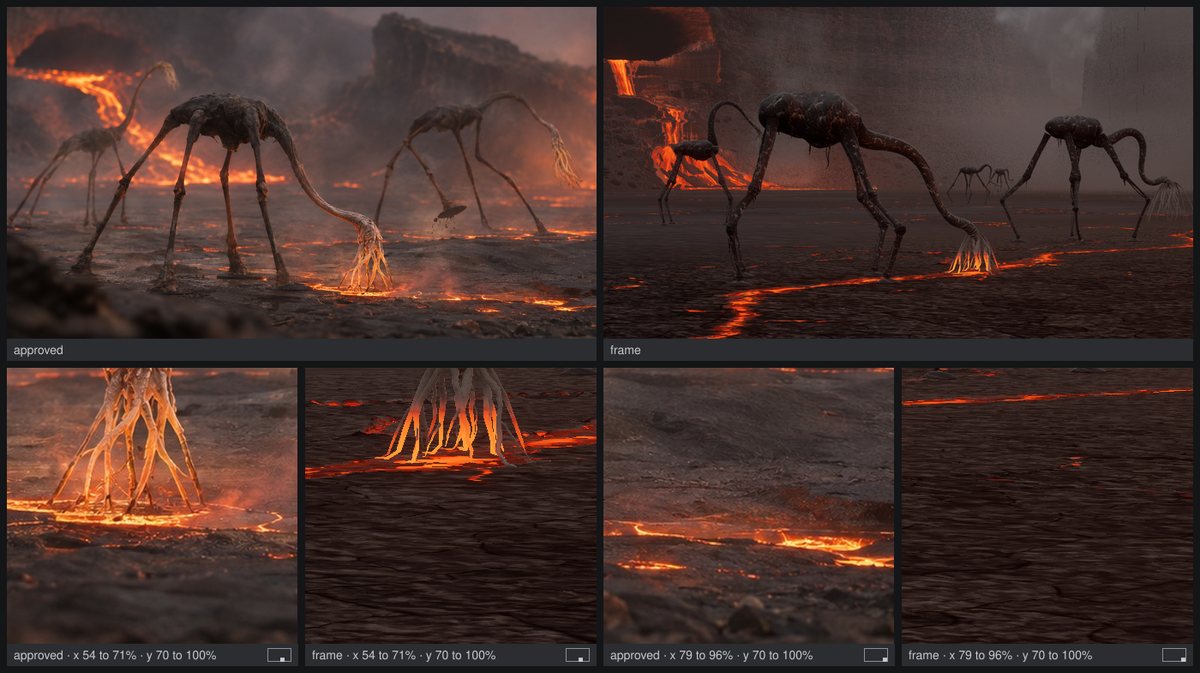 approved
frame
approved · x 54 to 71% · y 70 to 100%
frame · x 54 to 71% · y 70 to 100%
approved · x 79 to 96% · y 70 to 100%
frame · x 79 to 96% · y 70 to 100%